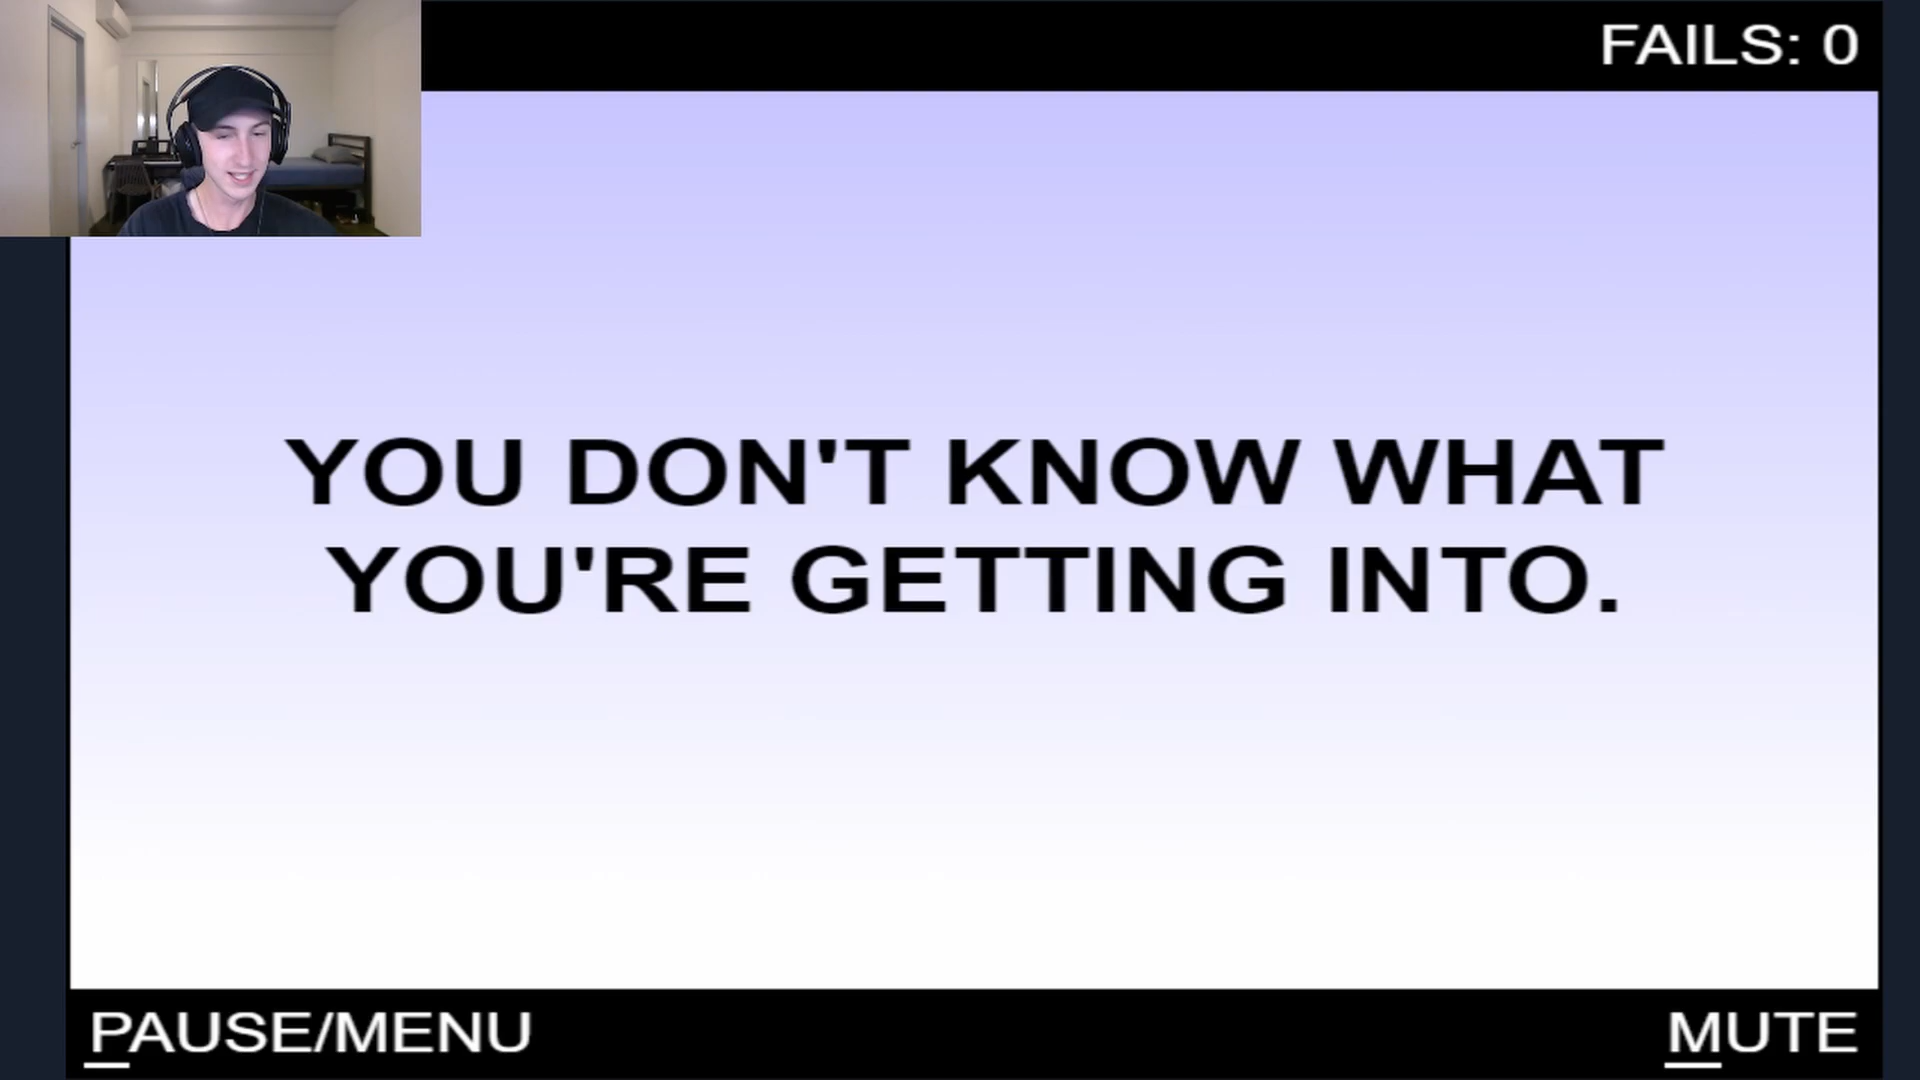 FAILS: 0
YOU DON'T KNOW WHAT
YOU'RE GETTING INTO.
PAUSE/MENU
MUTE